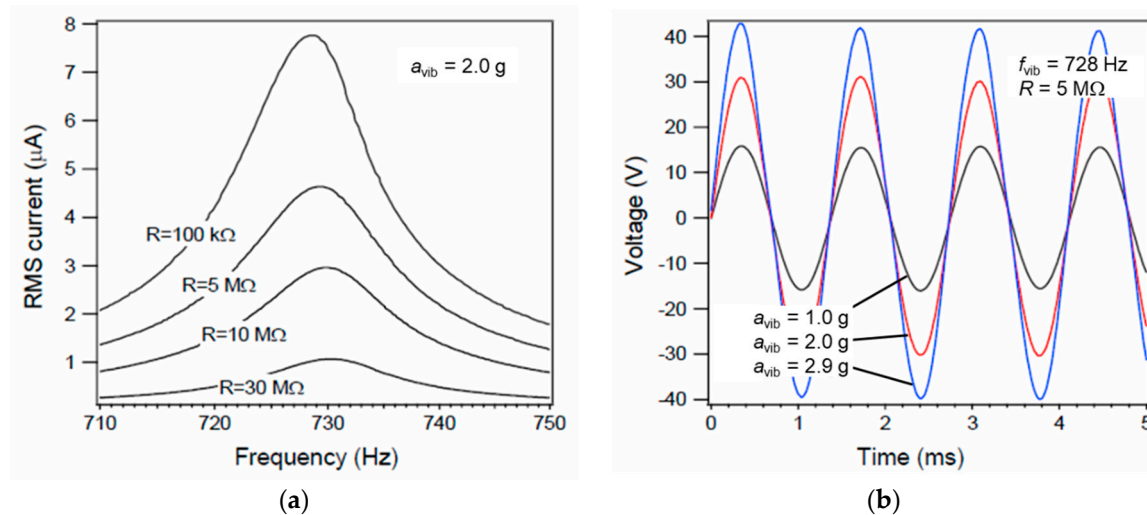 8
7
6
5
4
3
2
1
RMS current (μA)
a_vib = 2.0 g
R=100 kΩ
R=5 MΩ
R=10 MΩ
R=30 MΩ
710
720
730
740
750
Frequency (Hz)
(a)
40
30
20
10
0
-10
-20
-30
-40
Voltage (V)
f_vib = 728 Hz
R = 5 MΩ
a_vib = 1.0 g
a_vib = 2.0 g
a_vib = 2.9 g
0
1
2
3
4
5
Time (ms)
(b)